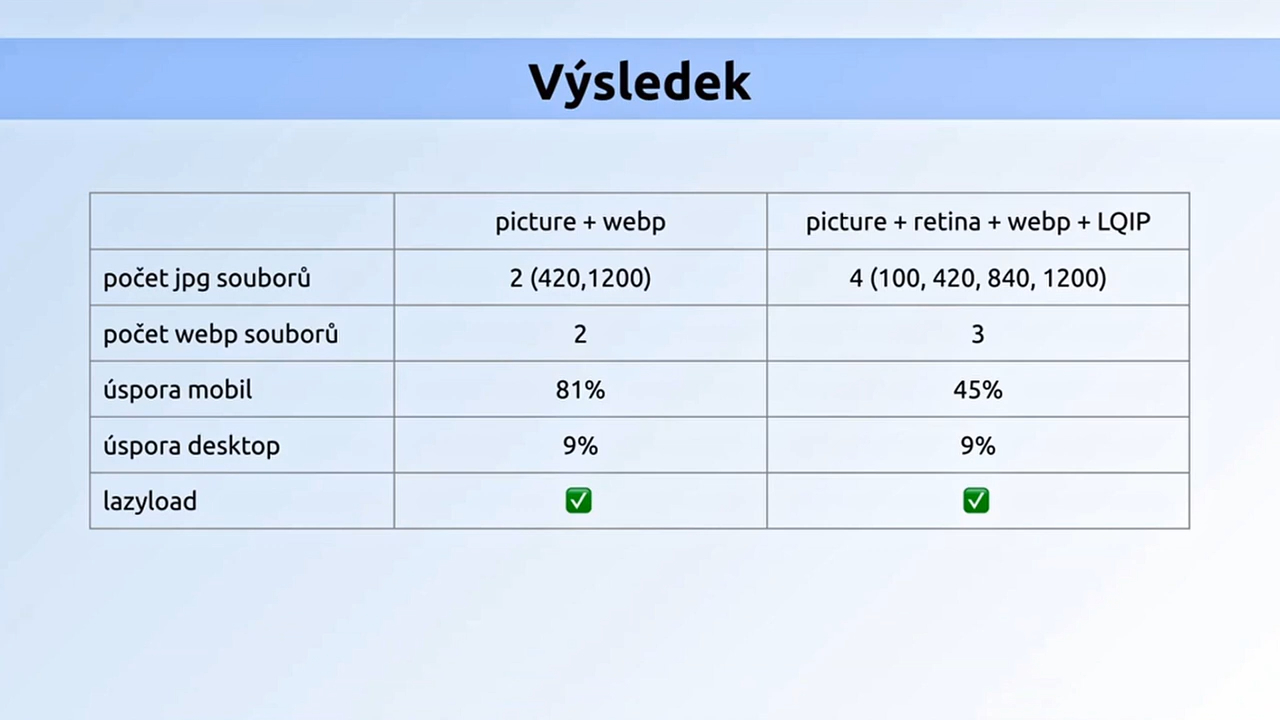 Výsledek
picture + webp
picture + retina + webp + LQIP
počet jpg souborů
2 (420,1200)
4 (100, 420, 840, 1200)
počet webp souborů
2
3
úspora mobil
81%
45%
úspora desktop
9%
9%
lazyload
✅
✅